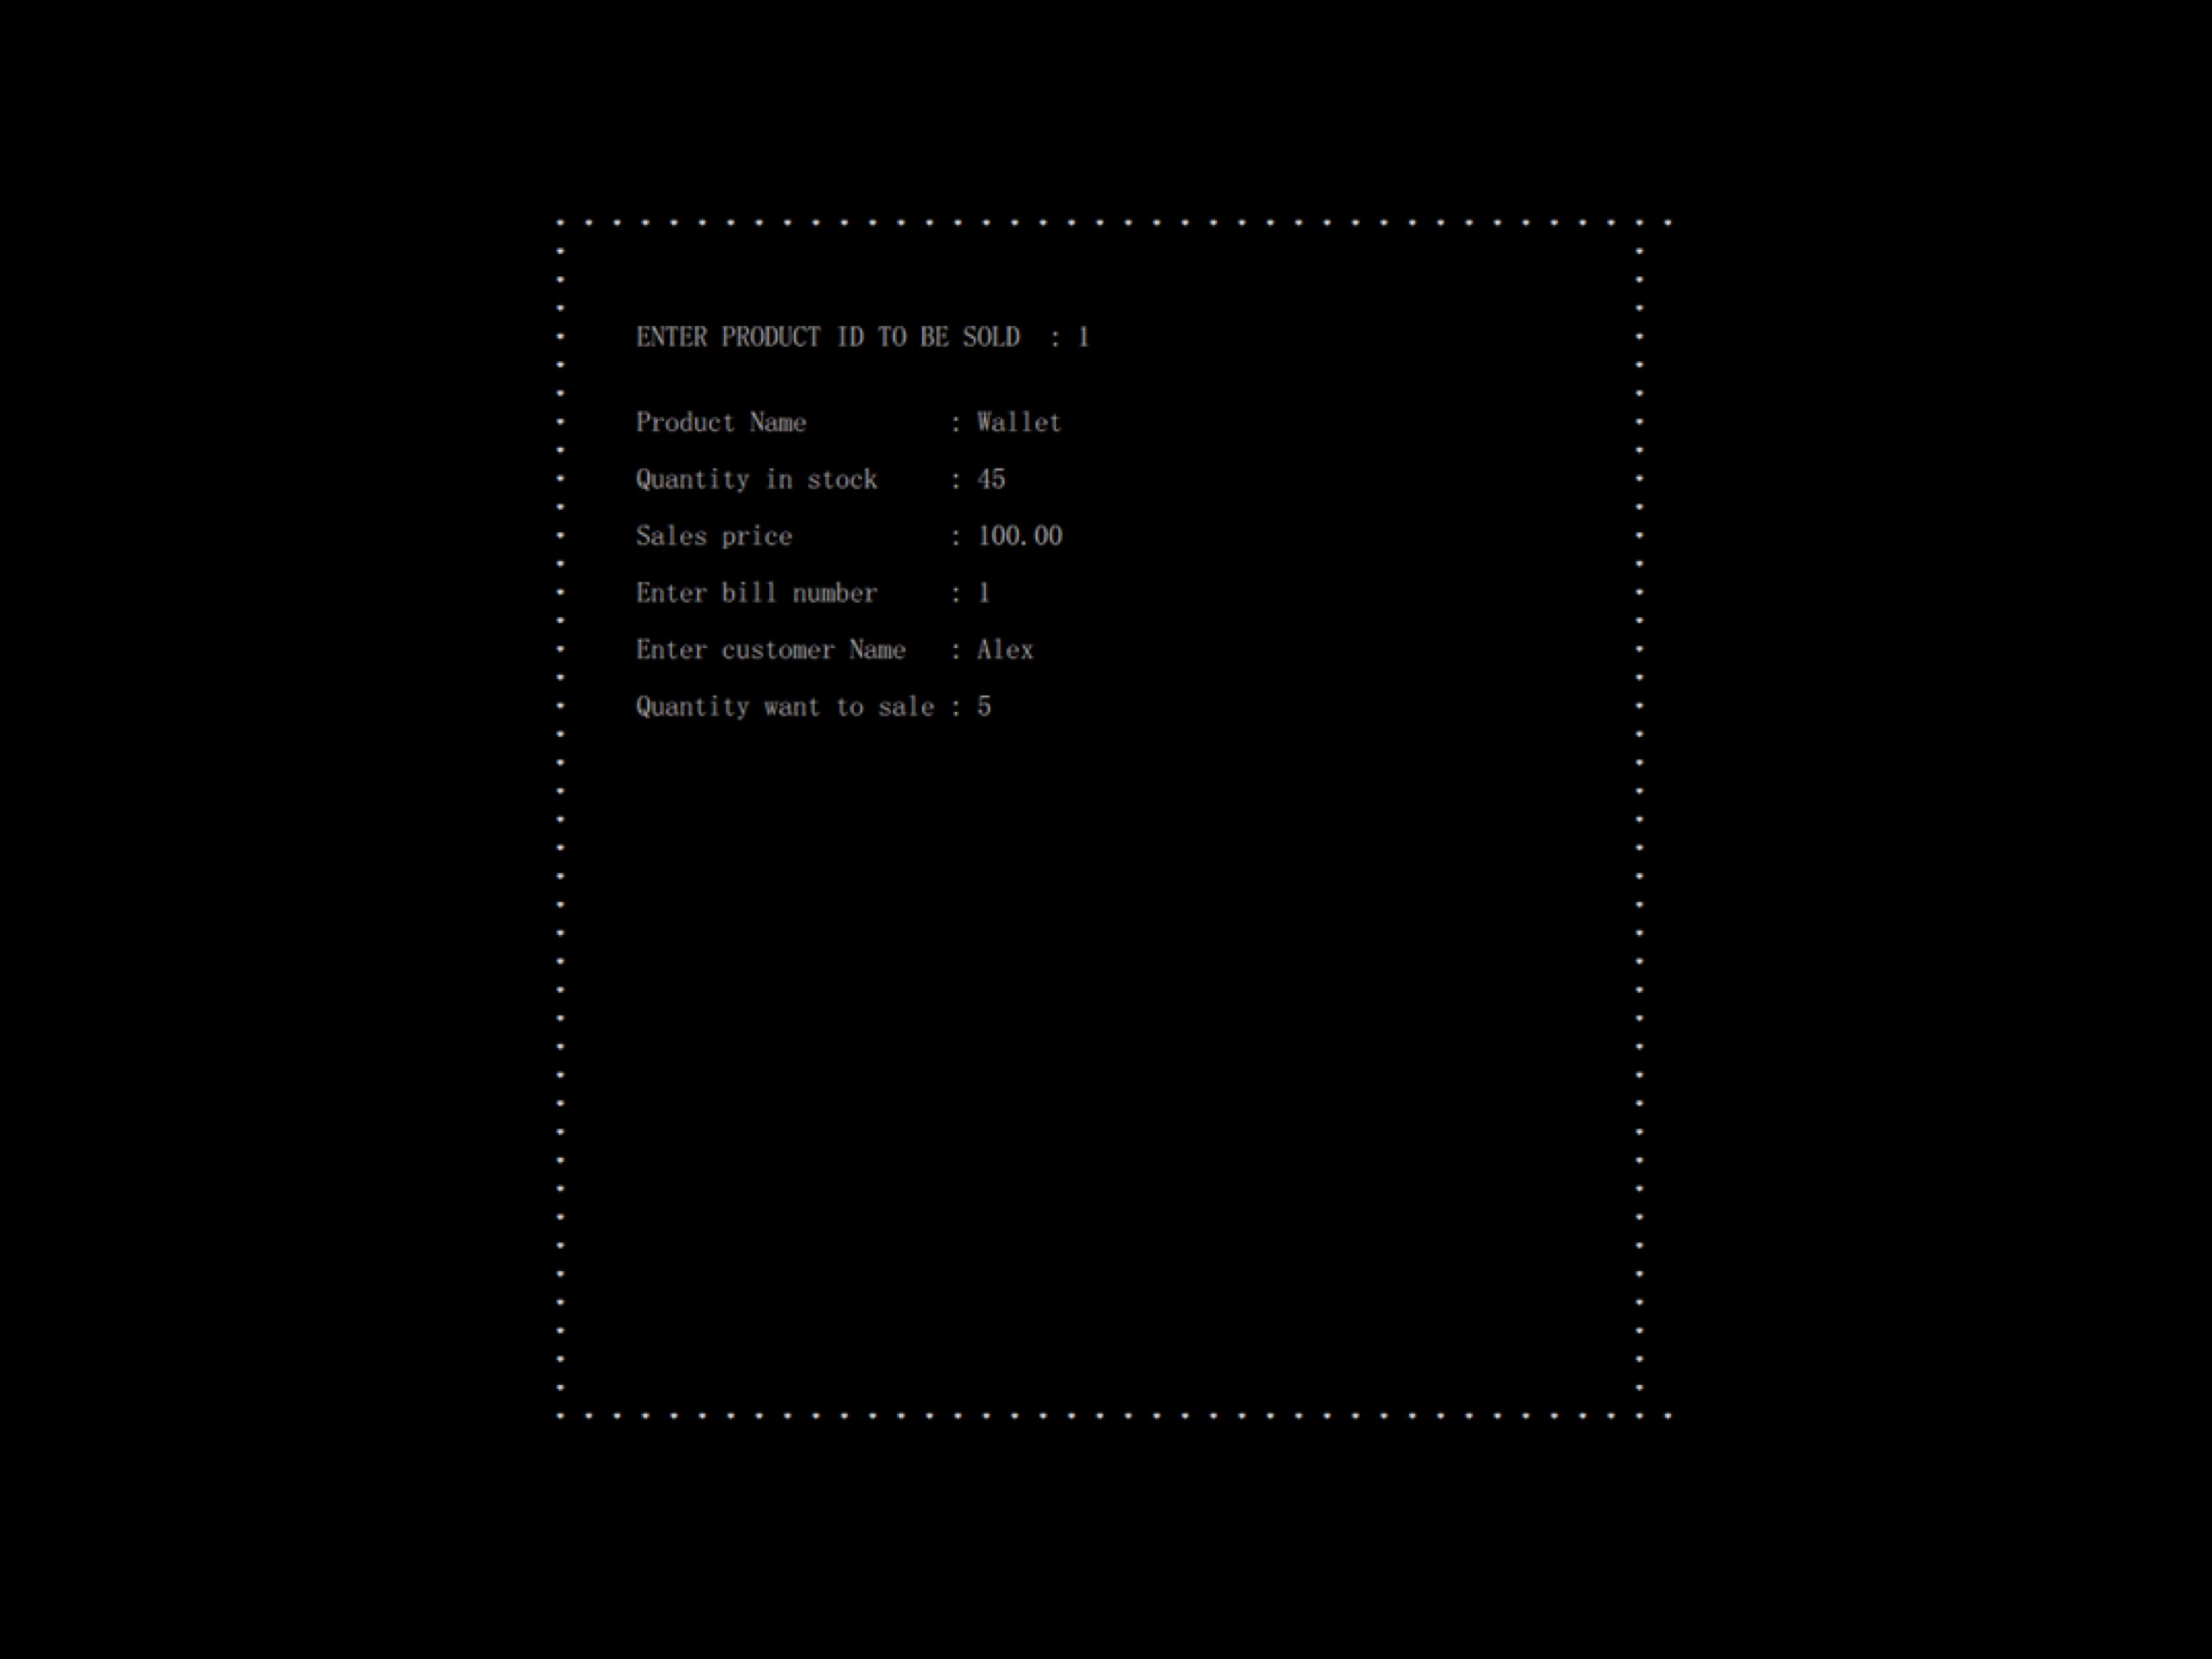 ENTER PRODUCT ID TO BE SOLD : 1
Product Name : Wallet
Quantity in stock : 45
Sales price : 100.00
Enter bill number : 1
Enter customer Name : Alex
Quantity want to sale : 5